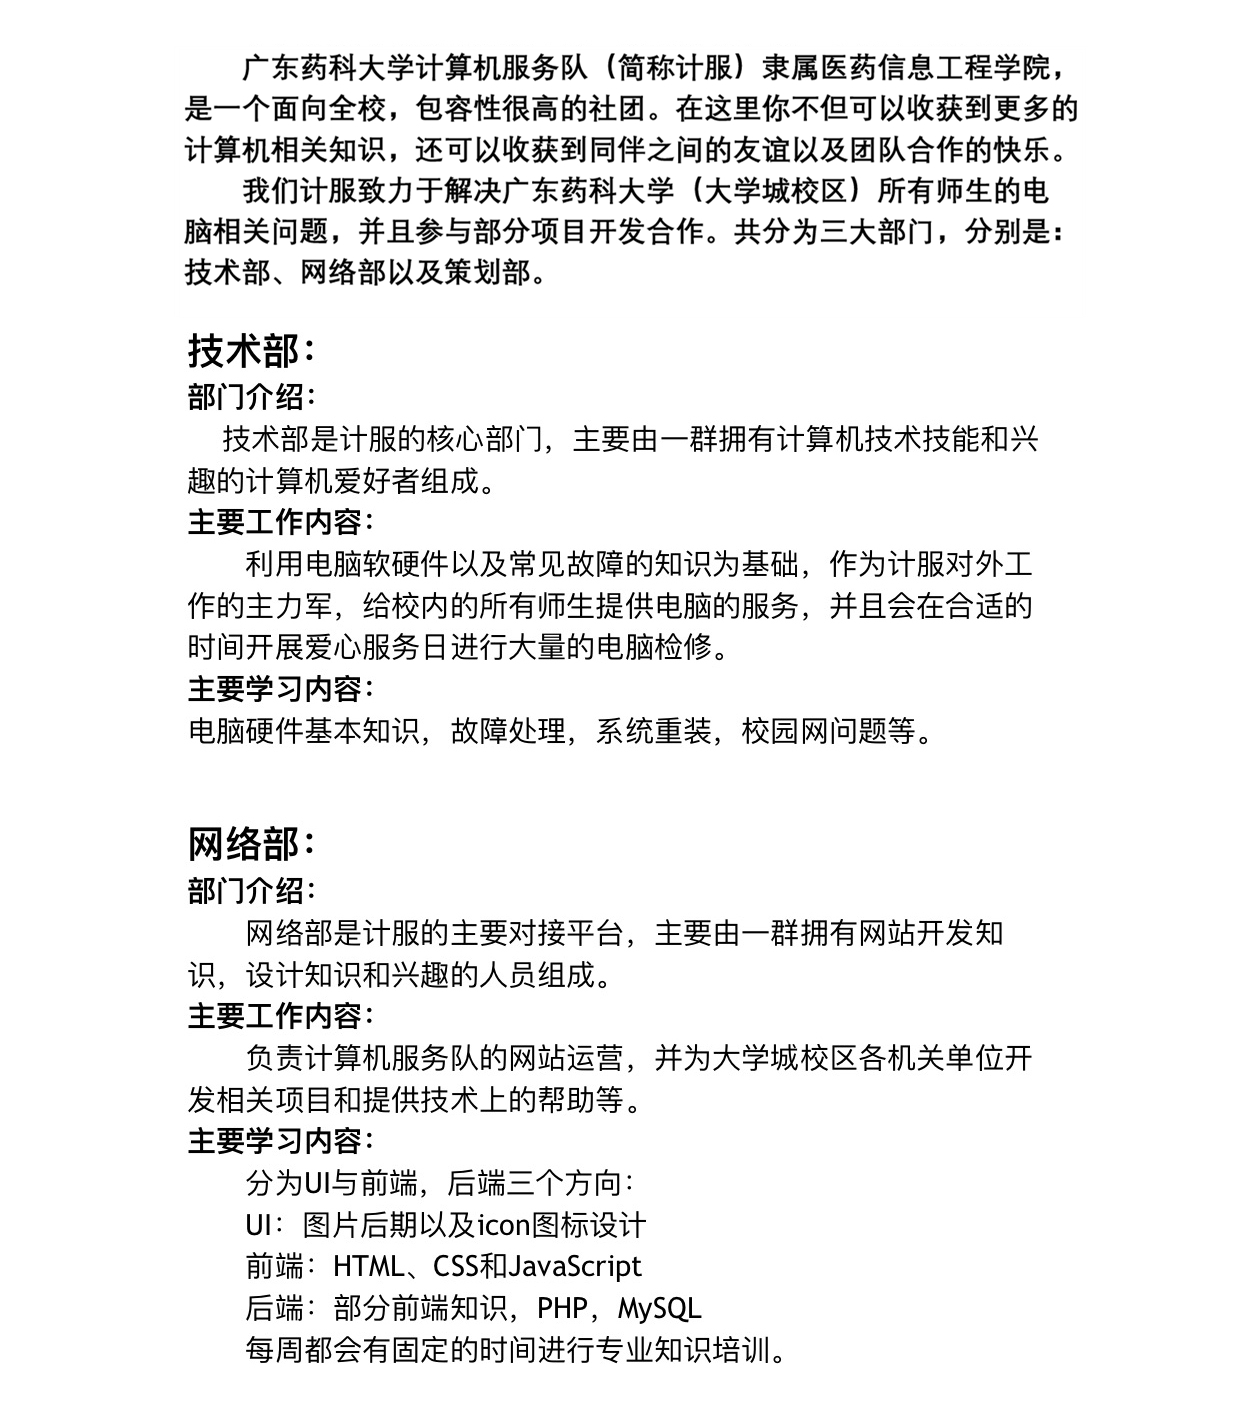 广东药科大学计算机服务队（简称计服）隶属医药信息工程学院，
是一个面向全校，包容性很高的社团。在这里你不但可以收获到更多的
计算机相关知识，还可以收获到同伴之间的友谊以及团队合作的快乐。
我们计服致力于解决广东药科大学（大学城校区）所有师生的电
脑相关问题，并且参与部分项目开发合作。共分为三大部门，分别是：
技术部、网络部以及策划部。
技术部：
部门介绍：
技术部是计服的核心部门，主要由一群拥有计算机技术技能和兴
趣的计算机爱好者组成。
主要工作内容：
利用电脑软硬件以及常见故障的知识为基础，作为计服对外工
作的主力军，给校内的所有师生提供电脑的服务，并且会在合适的
时间开展爱心服务日进行大量的电脑检修。
主要学习内容：
电脑硬件基本知识，故障处理，系统重装，校园网问题等。
网络部：
部门介绍：
网络部是计服的主要对接平台，主要由一群拥有网站开发知
识，设计知识和兴趣的人员组成。
主要工作内容：
负责计算机服务队的网站运营，并为大学城校区各机关单位开
发相关项目和提供技术上的帮助等。
主要学习内容：
分为UI与前端，后端三个方向：
UI：图片后期以及icon图标设计
前端：HTML、CSS和JavaScript
后端：部分前端知识，PHP，MySQL
每周都会有固定的时间进行专业知识培训。